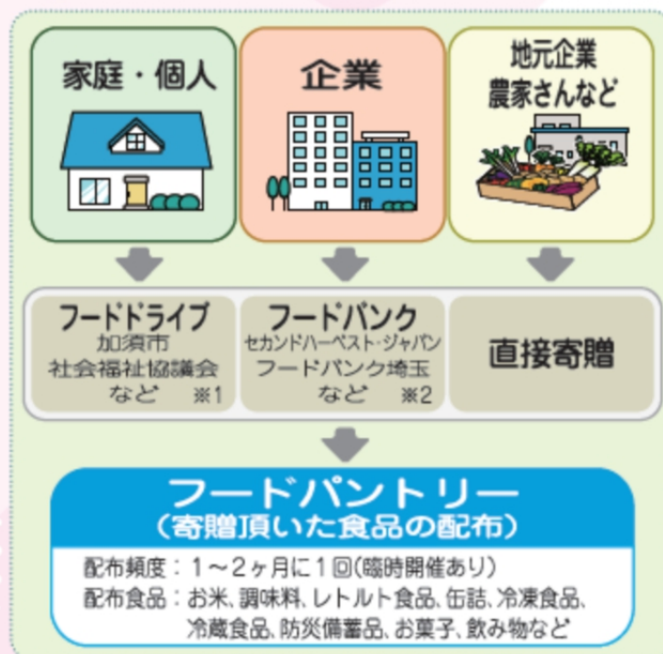 家庭・個人
企業
地元企業
農家さんなど
フードドライブ
加須市
社会福祉協議会
など ※1
フードバンク
セカンドハーベスト・ジャパン
フードバンク埼玉
など ※2
直接寄贈
フードパントリー
(寄贈頂いた食品の配布)
配布頻度：1～2ヶ月に1回(臨時開催あり)
配布食品：お米、調味料、レトルト食品、缶詰、冷凍食品、
冷蔵食品、防災備蓄品、お菓子、飲み物など